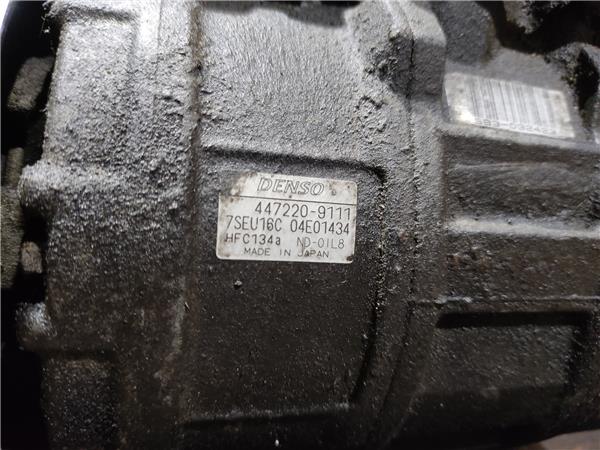 DENSO
447220-9111
7SEU16C 04E01434
HFC134a ND-OIL8
MADE IN JAPAN